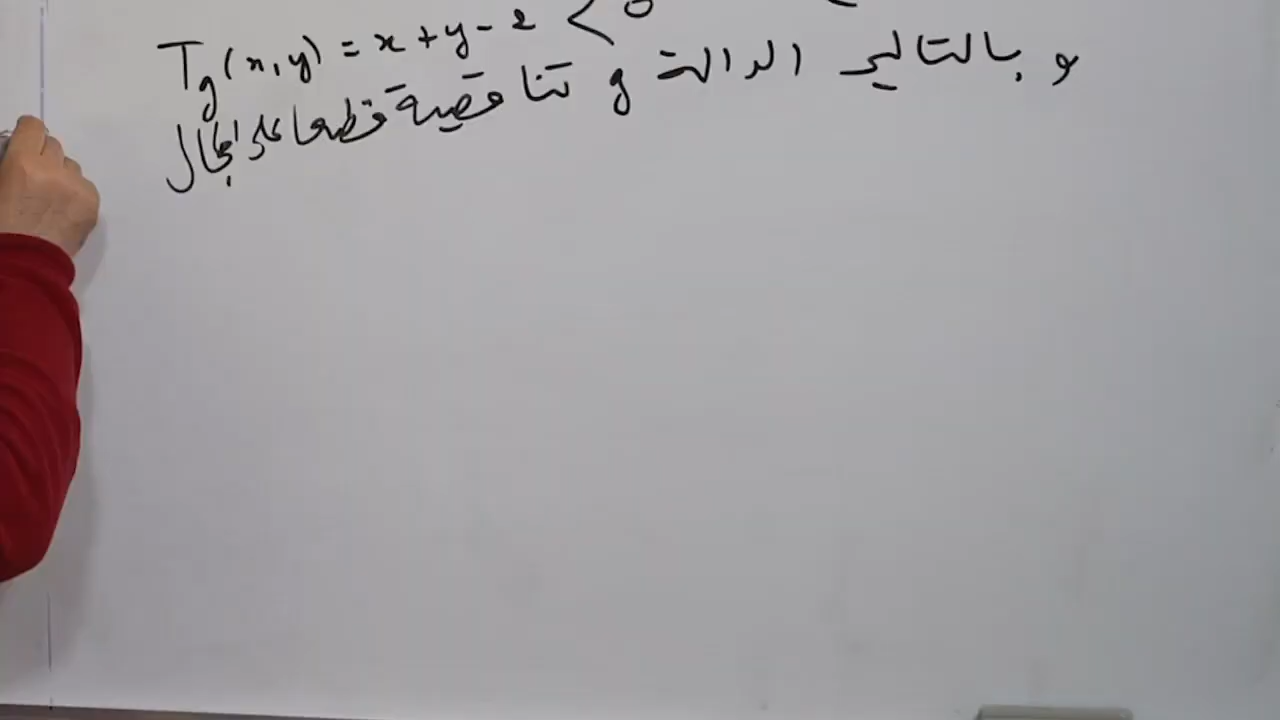 T_g(x,y) = x + y - 2 < 0
و بالتالي الدالة g تناقصية قطعا على المجال